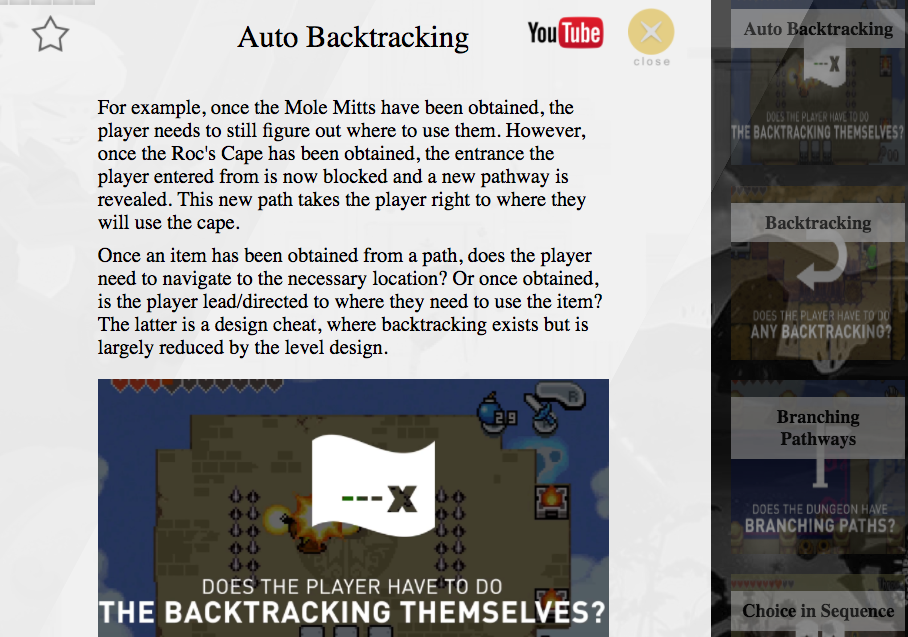 Auto Backtracking
YouTube
close
For example, once the Mole Mitts have been obtained, the
player needs to still figure out where to use them. However,
once the Roc's Cape has been obtained, the entrance the
player entered from is now blocked and a new pathway is
revealed. This new path takes the player right to where they
will use the cape.
Once an item has been obtained from a path, does the player
need to navigate to the necessary location? Or once obtained,
is the player lead/directed to where they need to use the item?
The latter is a design cheat, where backtracking exists but is
largely reduced by the level design.
R
29
---X
DOES THE PLAYER HAVE TO DO
THE BACKTRACKING THEMSELVES?
Auto Backtracking
---X
DOES THE PLAYER HAVE TO DO
THE BACKTRACKING THEMSELVES?
Backtracking
DOES THE PLAYER HAVE TO DO
ANY BACKTRACKING?
Branching
Pathways
DOES THE DUNGEON HAVE
BRANCHING PATHS?
Choice in Sequence